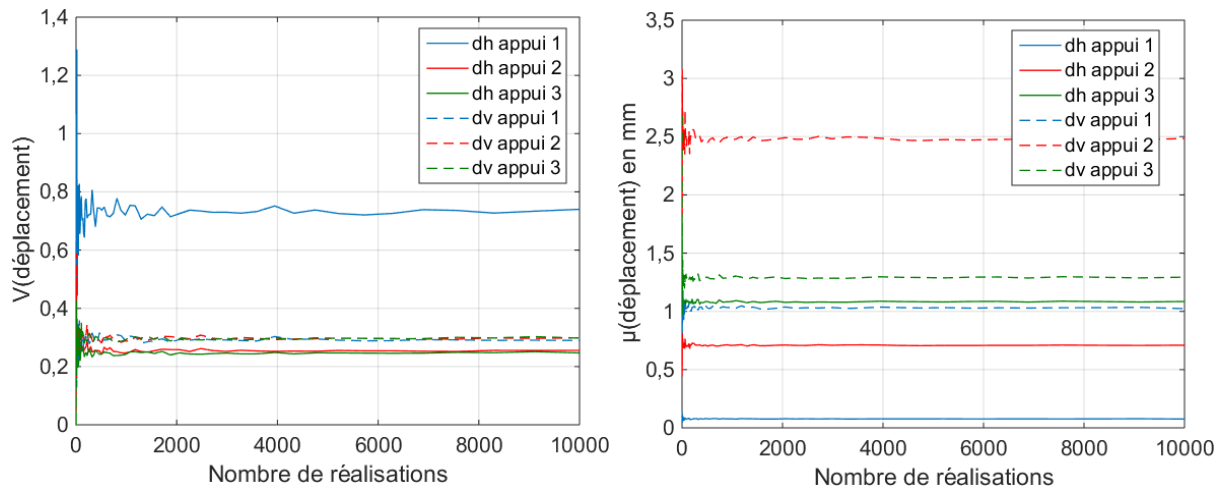 V(déplacement)
1,4
1,2
1
0,8
0,6
0,4
0,2
0
0
2000
4000
6000
8000
10000
Nombre de réalisations
dh appui 1
dh appui 2
dh appui 3
dv appui 1
dv appui 2
dv appui 3
µ(déplacement) en mm
3,5
3
2,5
2
1,5
1
0,5
0
0
2000
4000
6000
8000
10000
Nombre de réalisations
dh appui 1
dh appui 2
dh appui 3
dv appui 1
dv appui 2
dv appui 3